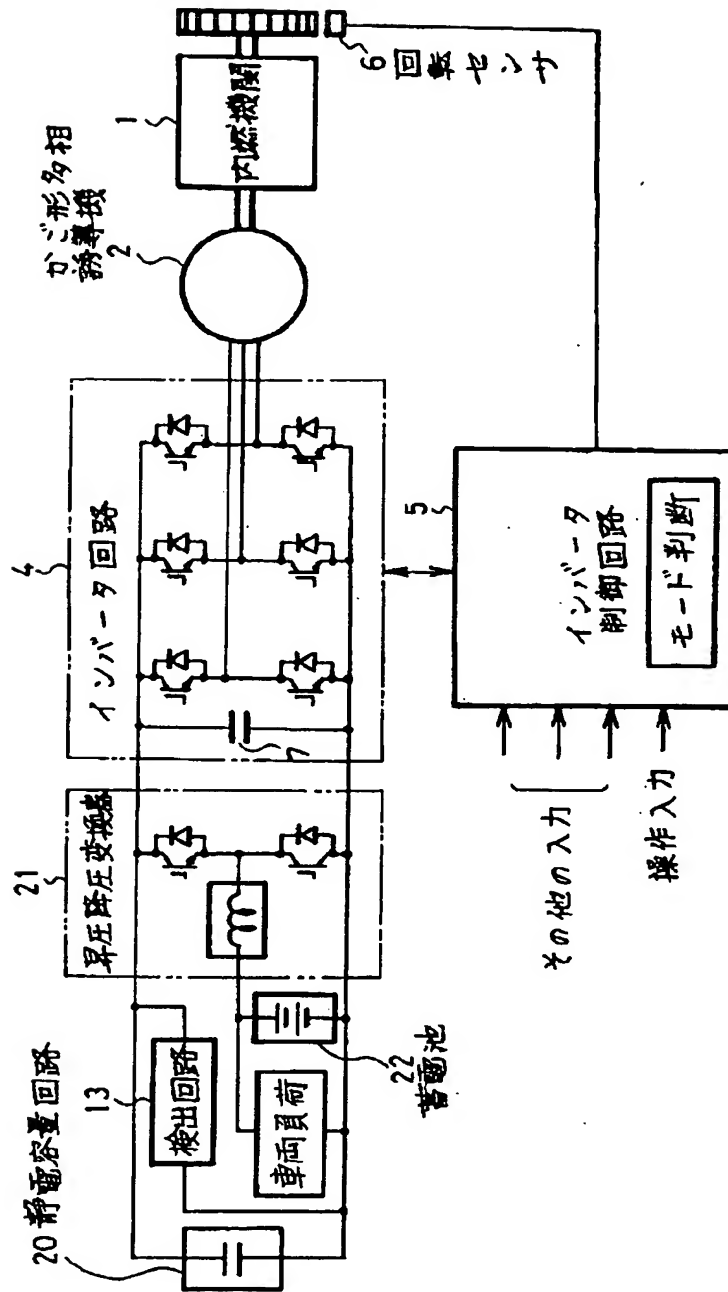 20 静電容量回路
13
検出回路
車両負荷
22
蓄電池
21
昇圧降圧変換器
4
インバータ回路
7
かご形多相
誘導機
2
1
内燃機関
6
回転センサ
5
インバータ
制御回路
モード判断
その他の入力
操作入力